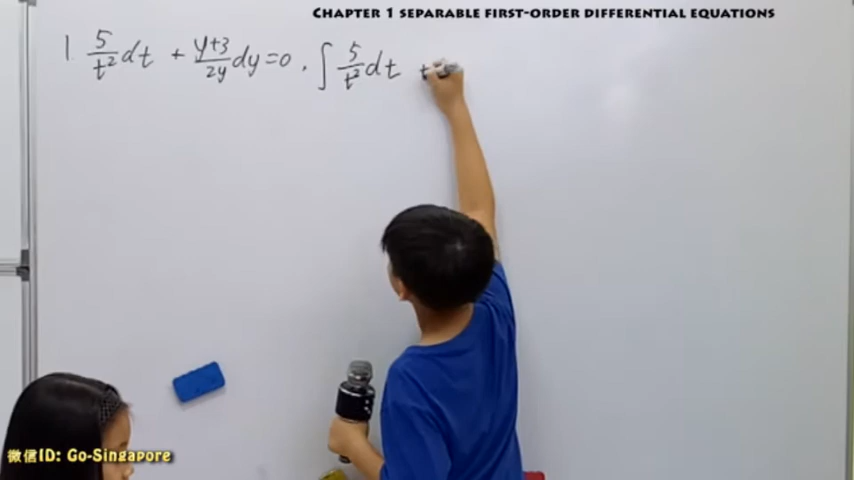 CHAPTER 1 SEPARABLE FIRST-ORDER DIFFERENTIAL EQUATIONS
1. 5/t² dt + (y+3)/2y dy = 0, ∫ 5/t² dt +
微信ID: Go-Singapore